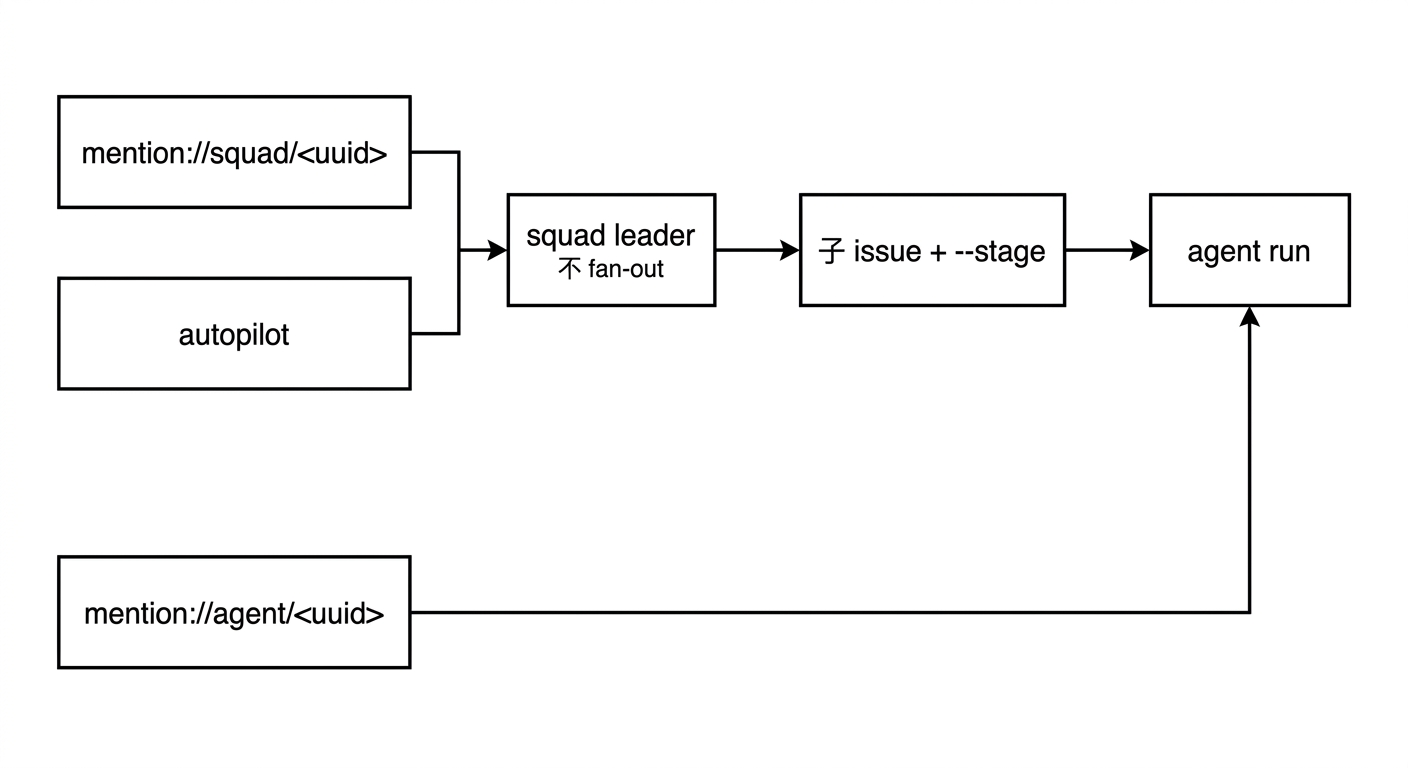 mention://squad/<uuid>
autopilot
squad leader
不 fan-out
子 issue + --stage
agent run
mention://agent/<uuid>